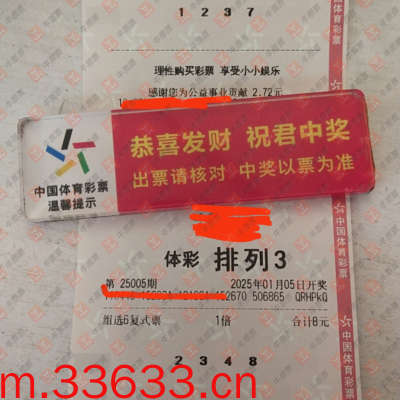 1 2 3 7
理性购买彩票 享受小小娱乐
感谢您为公益事业贡献 2.72元
恭喜发财 祝君中奖
出票请核对 中奖以票为准
中国体育彩票
温馨提示
体彩 排列3
第 25005期 2025年01月05日开奖
152670 506865 QRHPkQ
组选6复式票 1倍 合计8元
2 3 4 8
中国体育彩票
m.33633.cn